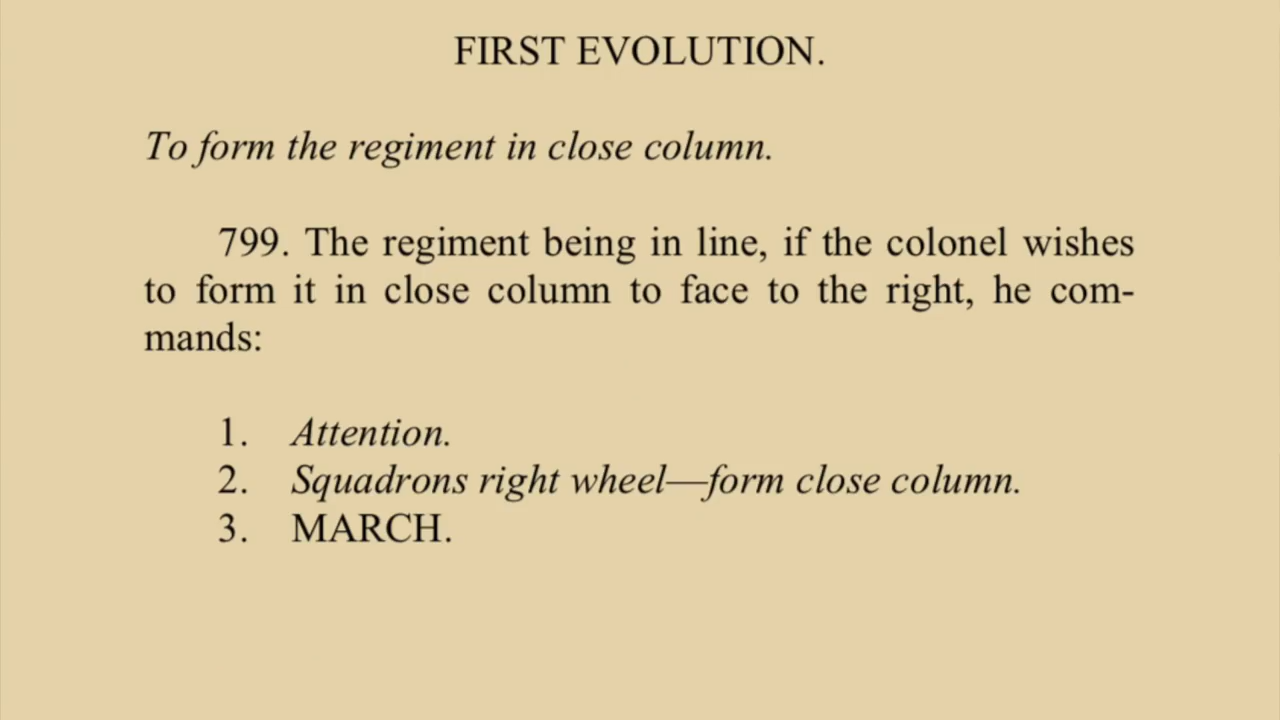 FIRST EVOLUTION.
To form the regiment in close column.
799. The regiment being in line, if the colonel wishes
to form it in close column to face to the right, he com-
mands:
1. Attention.
2. Squadrons right wheel—form close column.
3. MARCH.